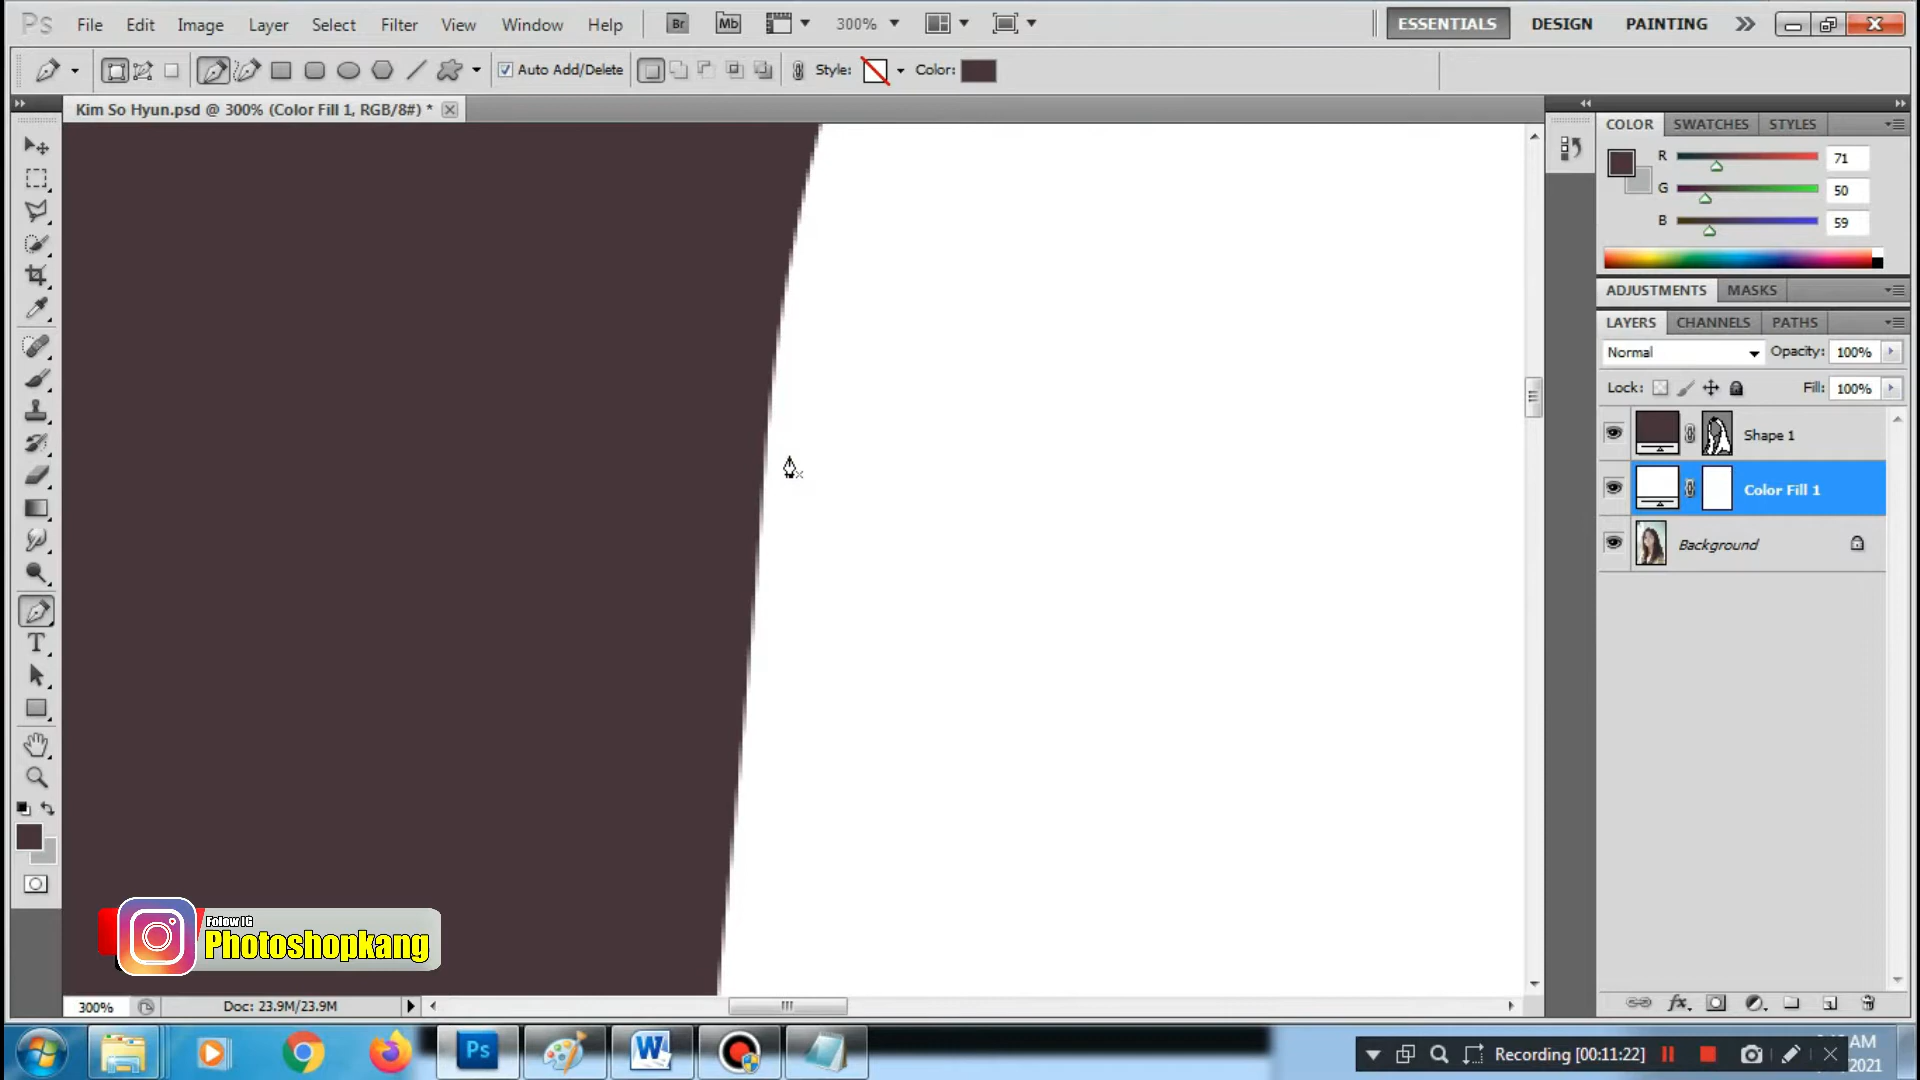 Ps File Edit Image Layer Select Filter View Window Help Br Mb 300% ESSENTIALS DESIGN PAINTING
Auto Add/Delete Style: Color:
Kim So Hyun.psd @ 300% (Color Fill 1, RGB/8#) *
COLOR SWATCHES STYLES
R 71
G 50
B 59
ADJUSTMENTS MASKS
LAYERS CHANNELS PATHS
Normal Opacity: 100%
Lock: Fill: 100%
Shape 1
Color Fill 1
Background
T
Folow IG
Photoshopkang
300% Doc: 23.9M/23.9M
fx
Ps W Recording [00:11:22] AM
2021